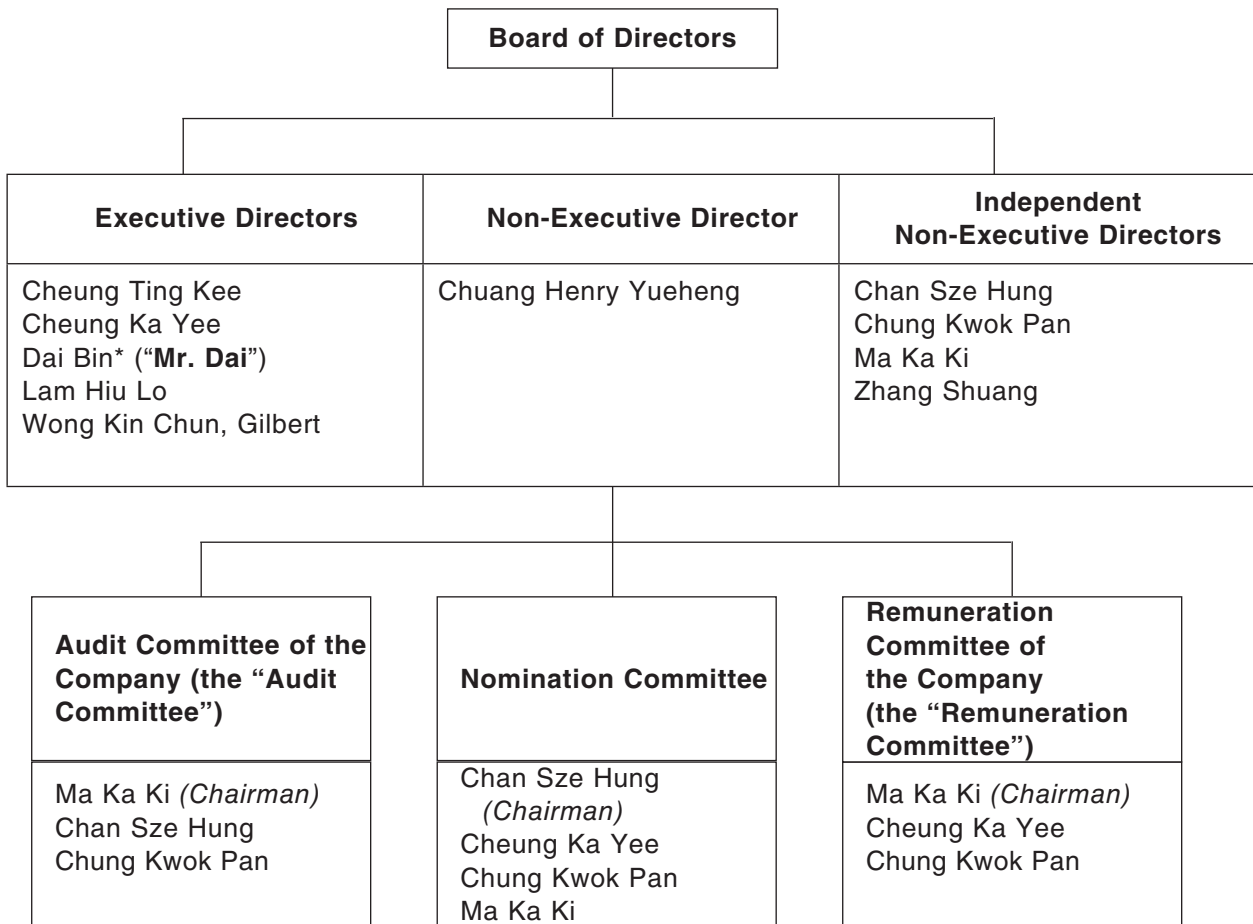 Board of Directors
Executive Directors
Non-Executive Director
Independent
Non-Executive Directors
Cheung Ting Kee
Cheung Ka Yee
Dai Bin* (“Mr. Dai”)
Lam Hiu Lo
Wong Kin Chun, Gilbert
Chuang Henry Yueheng
Chan Sze Hung
Chung Kwok Pan
Ma Ka Ki
Zhang Shuang
Audit Committee of the
Company (the “Audit
Committee”)
Ma Ka Ki (Chairman)
Chan Sze Hung
Chung Kwok Pan
Nomination Committee
Chan Sze Hung
(Chairman)
Cheung Ka Yee
Chung Kwok Pan
Ma Ka Ki
Remuneration
Committee of
the Company
(the “Remuneration
Committee”)
Ma Ka Ki (Chairman)
Cheung Ka Yee
Chung Kwok Pan